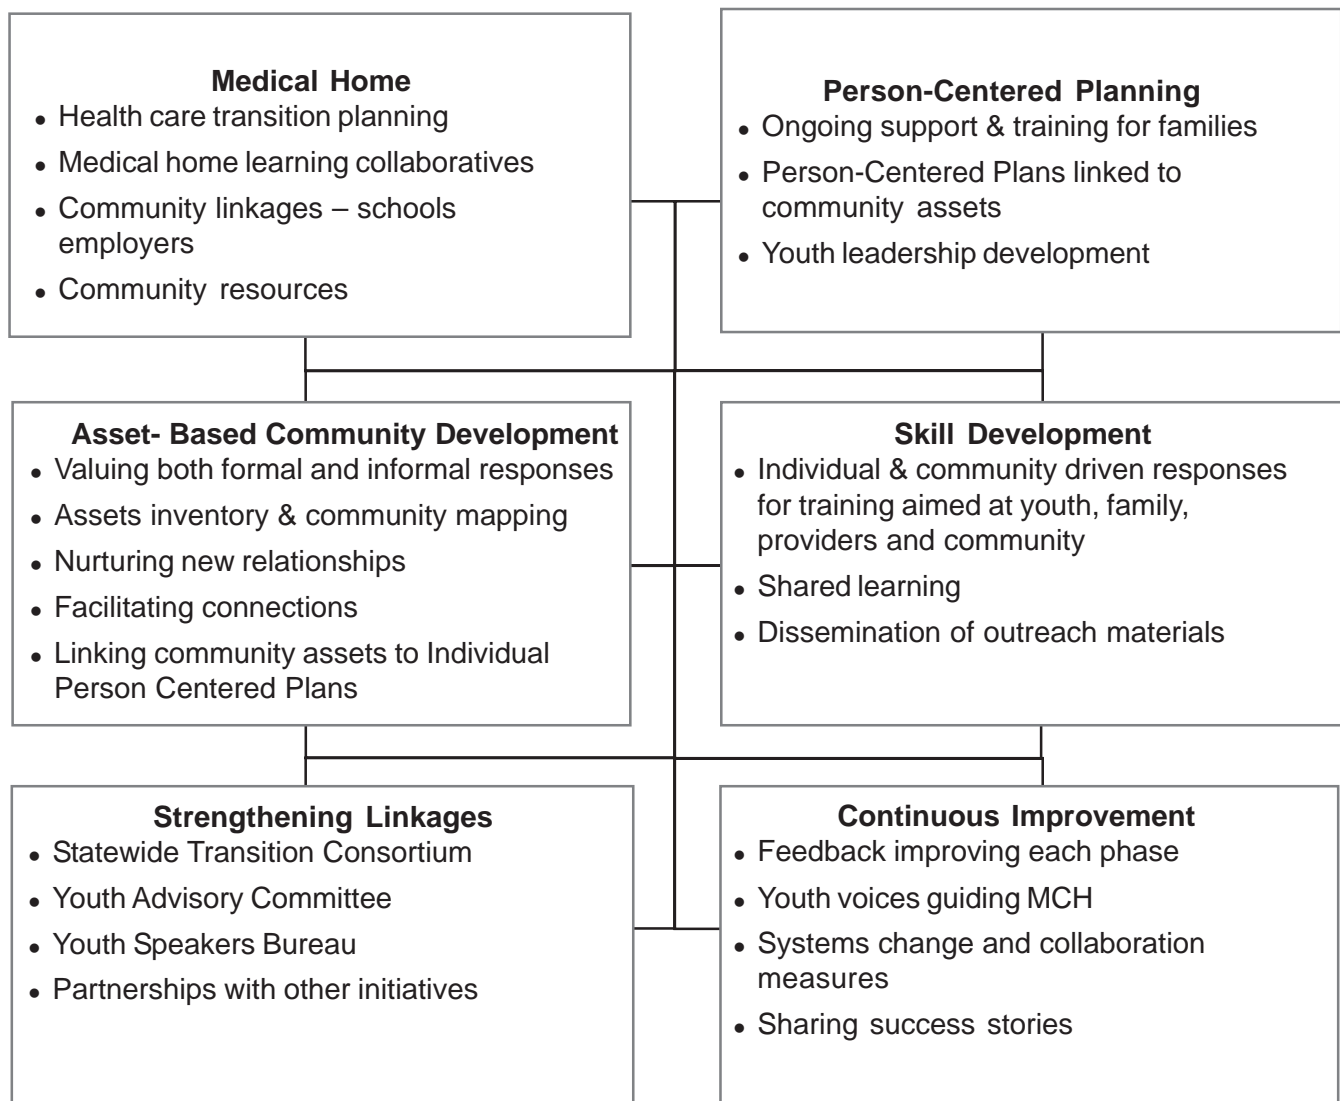 Medical Home
• Health care transition planning
• Medical home learning collaboratives
• Community linkages – schools
employers
• Community resources
Person-Centered Planning
• Ongoing support & training for families
• Person-Centered Plans linked to
community assets
• Youth leadership development
Asset- Based Community Development
• Valuing both formal and informal responses
• Assets inventory & community mapping
• Nurturing new relationships
• Facilitating connections
• Linking community assets to Individual
Person Centered Plans
Skill Development
• Individual & community driven responses
for training aimed at youth, family,
providers and community
• Shared learning
• Dissemination of outreach materials
Strengthening Linkages
• Statewide Transition Consortium
• Youth Advisory Committee
• Youth Speakers Bureau
• Partnerships with other initiatives
Continuous Improvement
• Feedback improving each phase
• Youth voices guiding MCH
• Systems change and collaboration
measures
• Sharing success stories